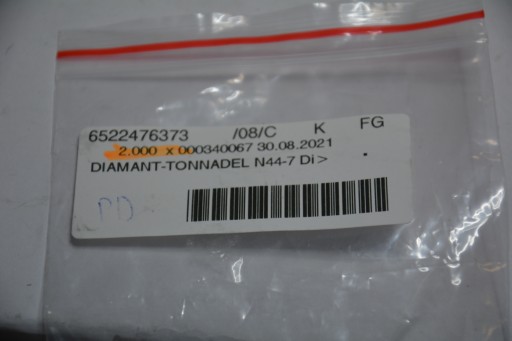 6522476373 /08/C K FG
2.000 x 000340067 30.08.2021
DIAMANT-TONNADEL N44-7 Di>
PD